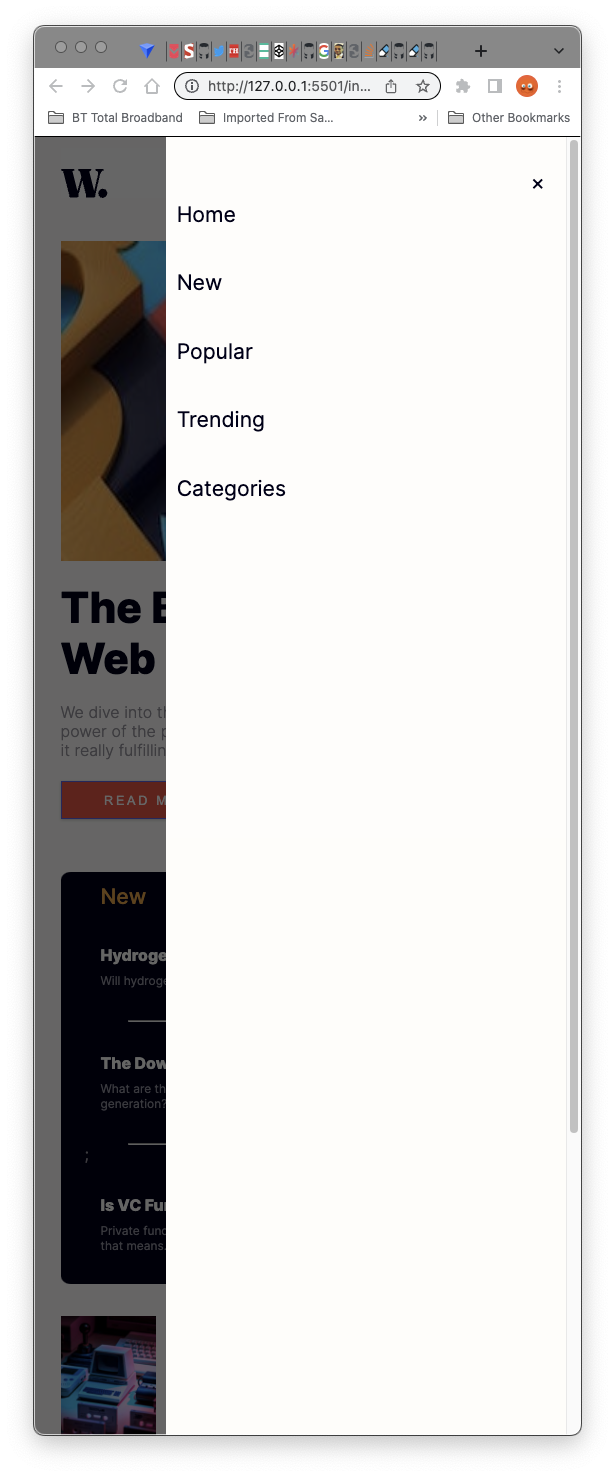 http://127.0.0.1:5501/in...
BT Total Broadband
Imported From Sa...
»
Other Bookmarks
W.
Home
New
Popular
Trending
Categories
The
Web
We dive into t
power of the p
it really fulfillin
READ M
New
Hydroge
Will hydroge
The Dow
What are th
generation?
;
Is VC Fu
Private fund
that means.